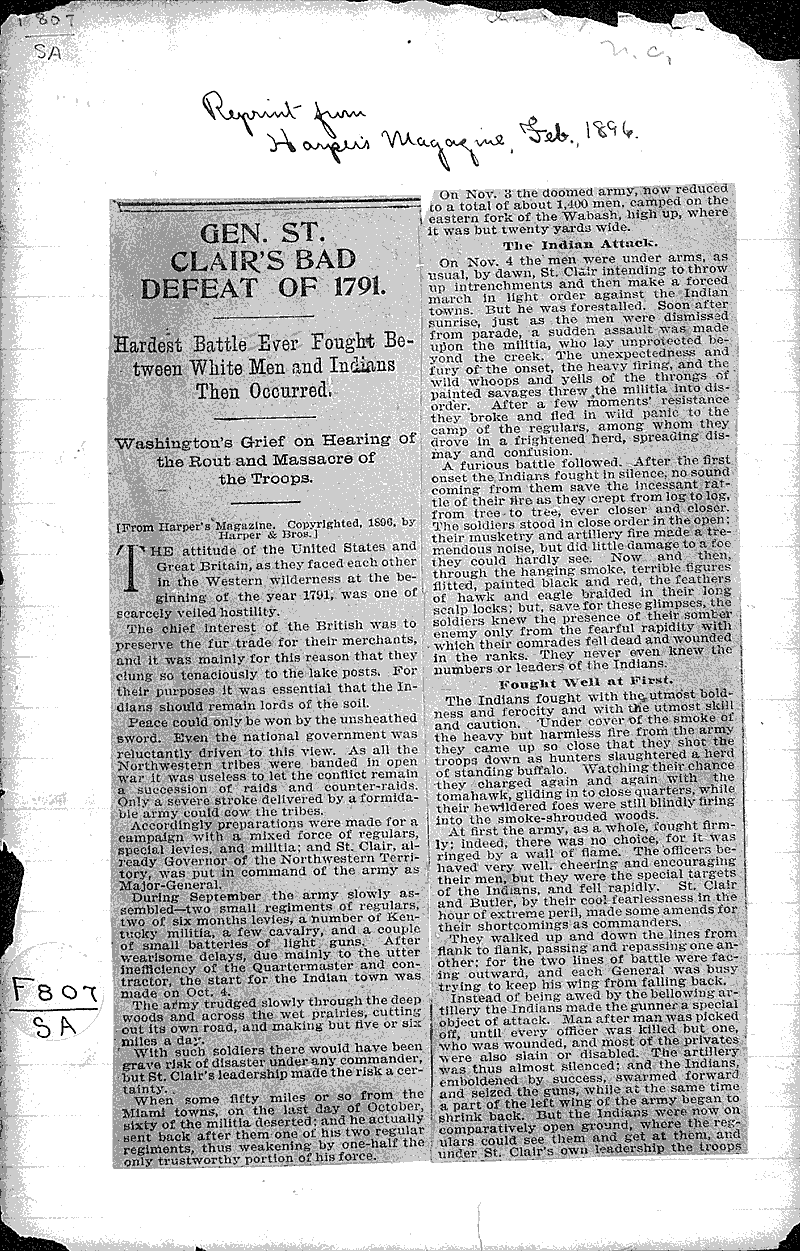 F 807
SA
N.C.
Reprint from
Harper's Magazine, Feb., 1896.
GEN. ST.
CLAIR'S BAD
DEFEAT OF 1791.
Hardest Battle Ever Fought Be-
tween White Men and Indians
Then Occurred.
Washington's Grief on Hearing of
the Rout and Massacre of
the Troops.
[From Harper's Magazine. Copyrighted, 1896, by
Harper & Bros.]
THE attitude of the United States and
Great Britain, as they faced each other
in the Western wilderness at the be-
ginning of the year 1791, was one of
scarcely veiled hostility.
The chief interest of the British was to
preserve the fur trade for their merchants,
and it was mainly for this reason that they
clung so tenaciously to the lake posts. For
their purposes it was essential that the In-
dians should remain lords of the soil.
Peace could only be won by the unsheathed
sword. Even the national government was
reluctantly driven to this view. As all the
Northwestern tribes were banded in open
war it was useless to let the conflict remain
a succession of raids and counter-raids.
Only a severe stroke delivered by a formida-
ble army could cow the tribes.
Accordingly preparations were made for a
campaign with a mixed force of regulars,
special levies, and militia; and St. Clair, al-
ready Governor of the Northwestern Terri-
tory, was put in command of the army as
Major-General.
During September the army slowly as-
sembled—two small regiments of regulars,
two of six months levies, a number of Ken-
tucky militia, a few cavalry, and a couple
of small batteries of light guns. After
wearisome delays, due mainly to the utter
inefficiency of the Quartermaster and con-
tractor, the start for the Indian town was
made on Oct. 4.
The army trudged slowly through the deep
woods and across the wet prairies, cutting
out its own road, and making but five or six
miles a day.
With such soldiers there would have been
grave risk of disaster under any commander,
but St. Clair's leadership made the risk a cer-
tainty.
When some fifty miles or so from the
Miami towns, on the last day of October,
sixty of the militia deserted; and he actually
sent back after them one of his two regular
regiments, thus weakening by one-half the
only trustworthy portion of his force.
On Nov. 3 the doomed army, now reduced
to a total of about 1,400 men, camped on the
eastern fork of the Wabash, high up, where
it was but twenty yards wide.
The Indian Attack.
On Nov. 4 the men were under arms, as
usual, by dawn, St. Clair intending to throw
up intrenchments and then make a forced
march in light order against the Indian
towns. But he was forestalled. Soon after
sunrise, just as the men were dismissed
from parade, a sudden assault was made
upon the militia, who lay unprotected be-
yond the creek. The unexpectedness and
fury of the onset, the heavy firing, and the
wild whoops and yells of the throngs of
painted savages threw the militia into dis-
order. After a few moments' resistance
they broke and fled in wild panic to the
camp of the regulars, among whom they
drove in a frightened herd, spreading dis-
may and confusion.
A furious battle followed. After the first
onset the Indians fought in silence, no sound
coming from them save the incessant rat-
tle of their fire as they crept from log to log,
from tree to tree, ever closer and closer.
The soldiers stood in close order in the open;
their musketry and artillery fire made a tre-
mendous noise, but did little damage to a foe
they could hardly see. Now and then,
through the hanging smoke, terrible figures
flitted, painted black and red, the feathers
of hawk and eagle braided in their long
scalp locks; but, save for these glimpses, the
soldiers knew the presence of their somber
enemy only from the fearful rapidity with
which their comrades fell dead and wounded
in the ranks. They never even knew the
numbers or leaders of the Indians.
Fought Well at First.
The Indians fought with the utmost bold-
ness and ferocity and with the utmost skill
and caution. Under cover of the smoke of
the heavy but harmless fire from the army
they came up so close that they shot the
troops down as hunters slaughtered a herd
of standing buffalo. Watching their chance
they charged again and again with the
tomahawk, gliding in to close quarters, while
their bewildered foes were still blindly firing
into the smoke-shrouded woods.
At first the army, as a whole, fought firm-
ly; indeed, there was no choice, for it was
ringed by a wall of flame. The officers be-
haved very well, cheering and encouraging
their men, but they were the special targets
of the Indians, and fell rapidly. St. Clair
and Butler, by their cool fearlessness in the
hour of extreme peril, made some amends for
their shortcomings as commanders.
They walked up and down the lines from
flank to flank, passing and repassing one an-
other; for the two lines of battle were fac-
ing outward, and each General was busy
trying to keep his wing from falling back.
Instead of being awed by the bellowing ar-
tillery the Indians made the gunner a special
object of attack. Man after man was picked
off, until every officer was killed but one,
who was wounded, and most of the privates
were also slain or disabled. The artillery
was thus almost silenced; and the Indians,
emboldened by success, swarmed forward
and seized the guns, while at the same time
a part of the left wing of the army began to
shrink back. But the Indians were now on
comparatively open ground, where the reg-
ulars could see them and get at them, and
under St. Clair's own leadership the troops
F 807
SA